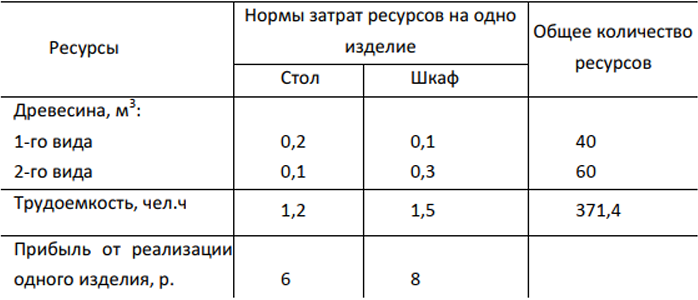 Ресурсы
Нормы затрат ресурсов на одно
изделие
Общее количество
ресурсов
Стол Шкаф
Древесина, м³:
1-го вида 0,2 0,1 40
2-го вида 0,1 0,3 60
Трудоемкость, чел.ч 1,2 1,5 371,4
Прибыль от реализации
одного изделия, р. 6 8